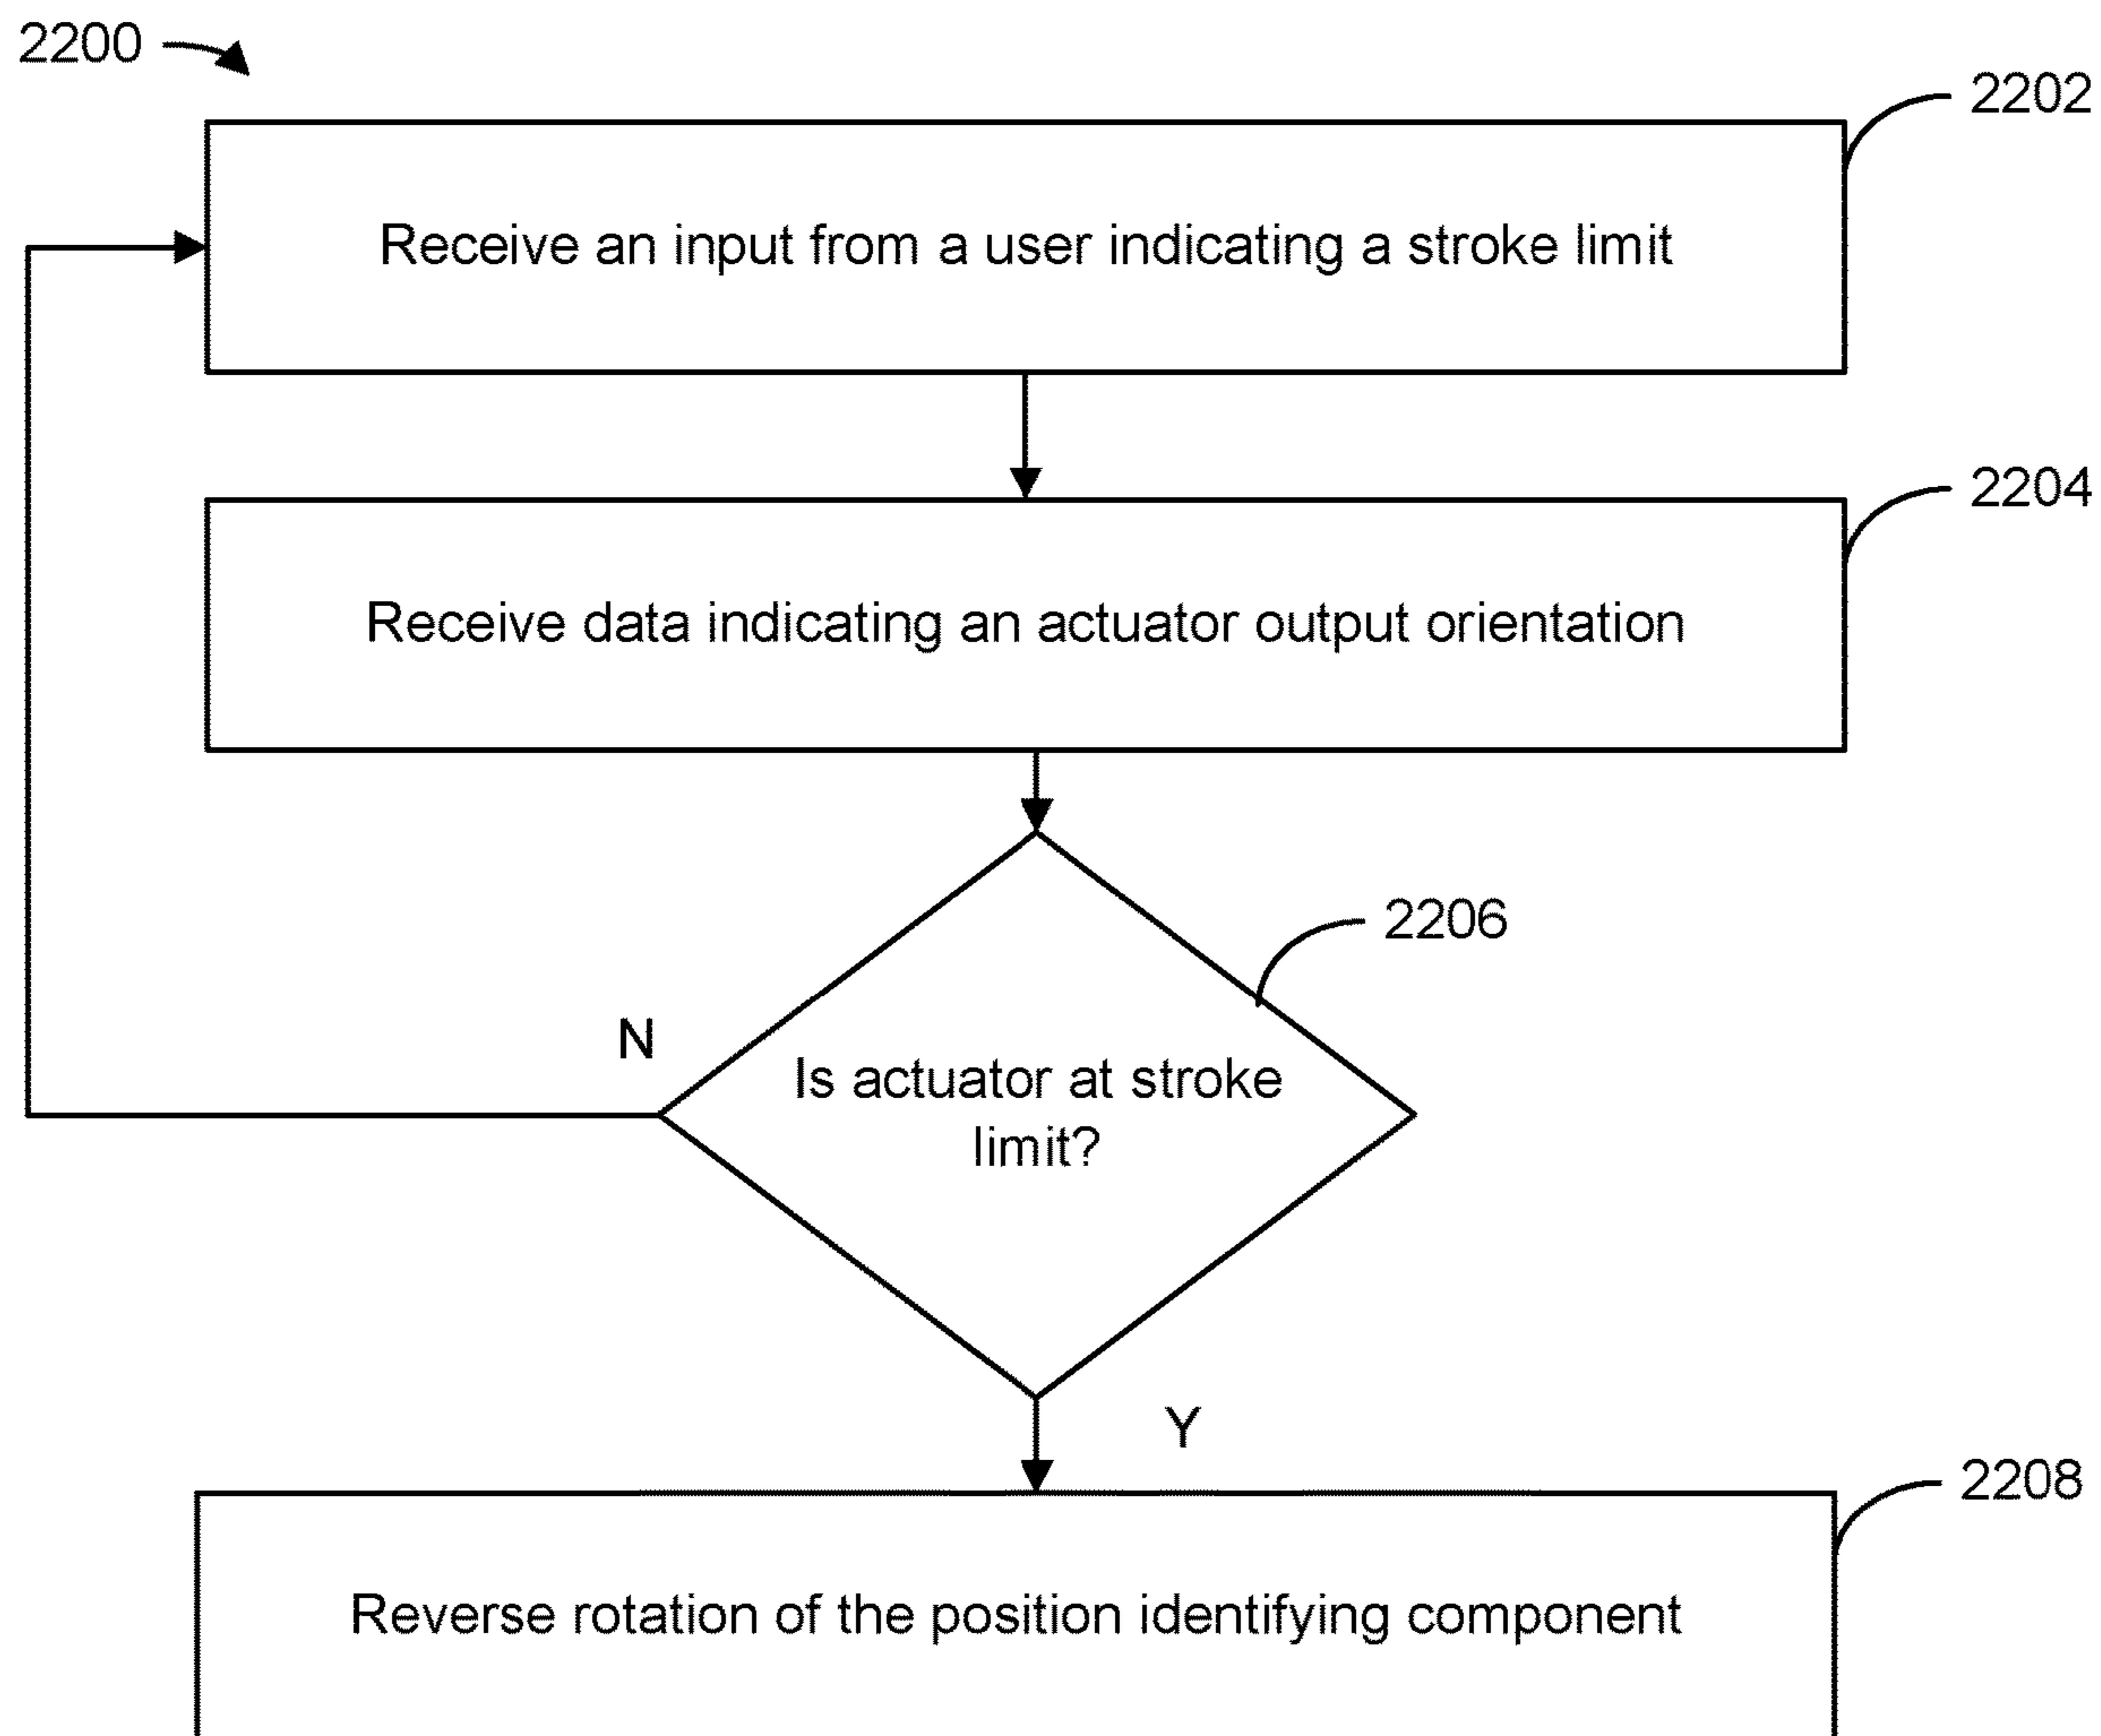 2200
2202
Receive an input from a user indicating a stroke limit
2204
Receive data indicating an actuator output orientation
2206
N
Is actuator at stroke
limit?
Y
2208
Reverse rotation of the position identifying component